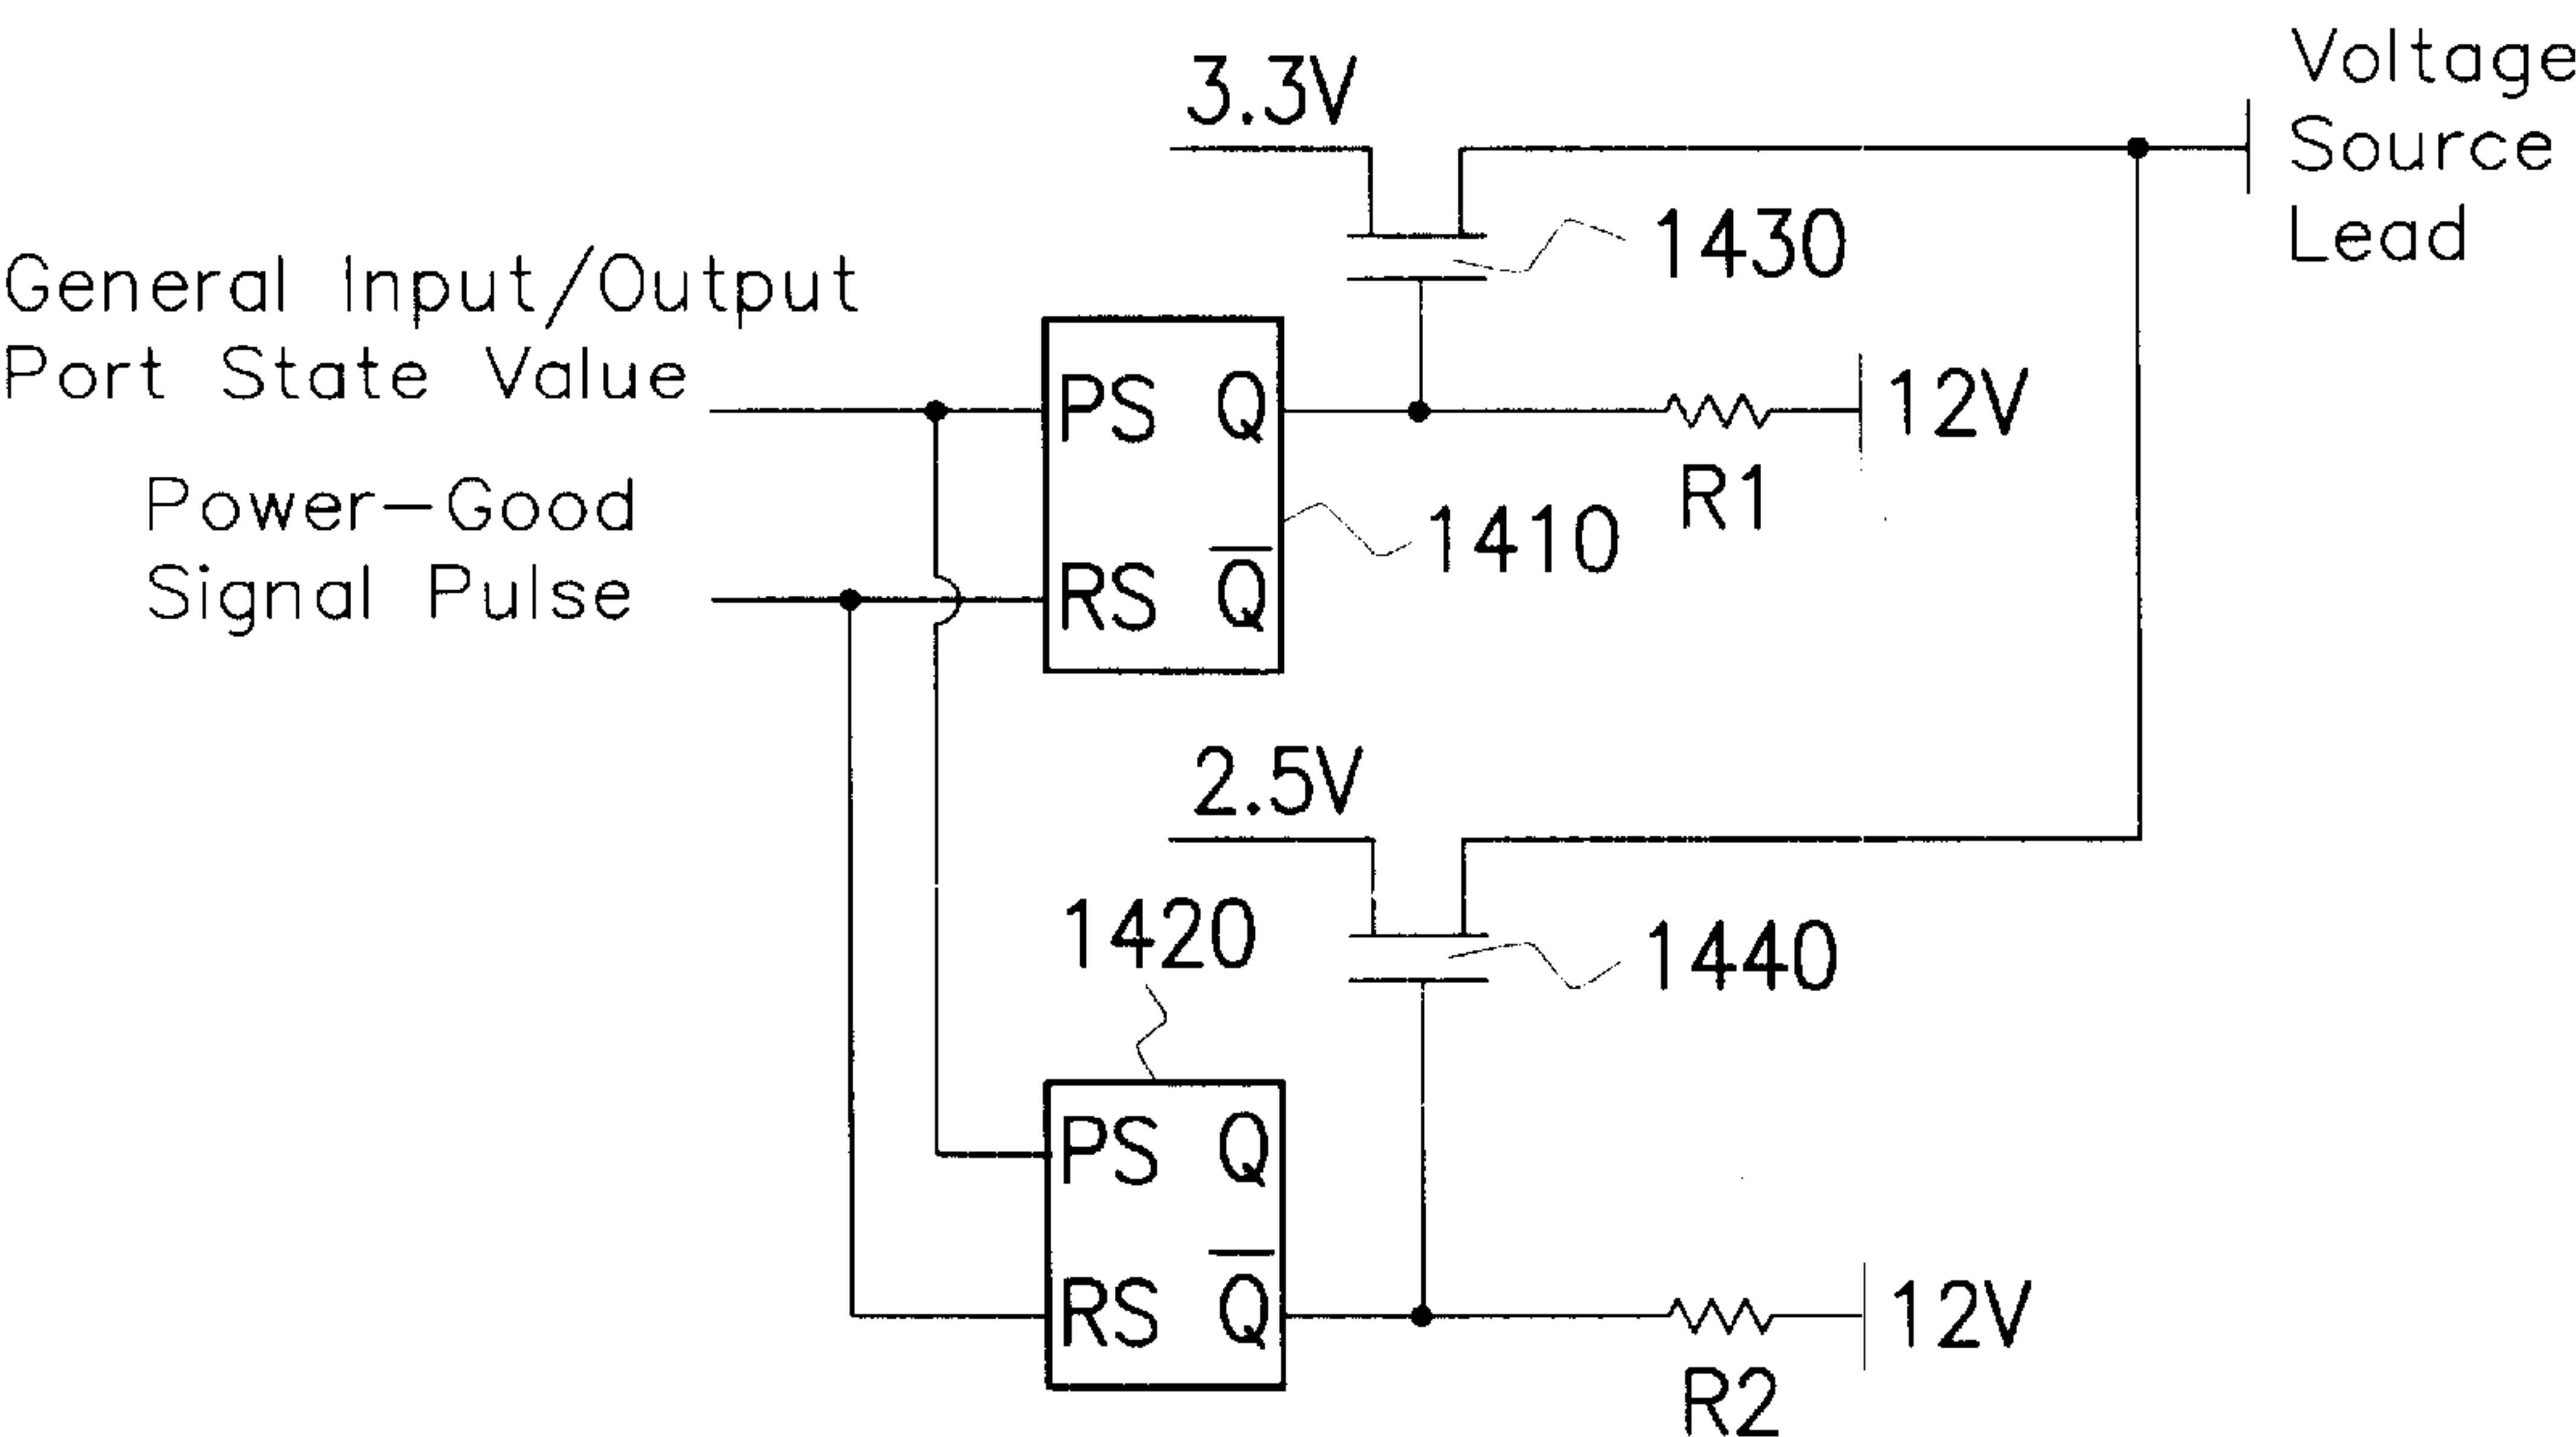 3.3V
Voltage
Source
Lead
1430
General Input/Output
Port State Value
PS Q
12V
R1
Power-Good
Signal Pulse
1410
RS Q̅
2.5V
1420
1440
PS Q
RS Q̅
12V
R2